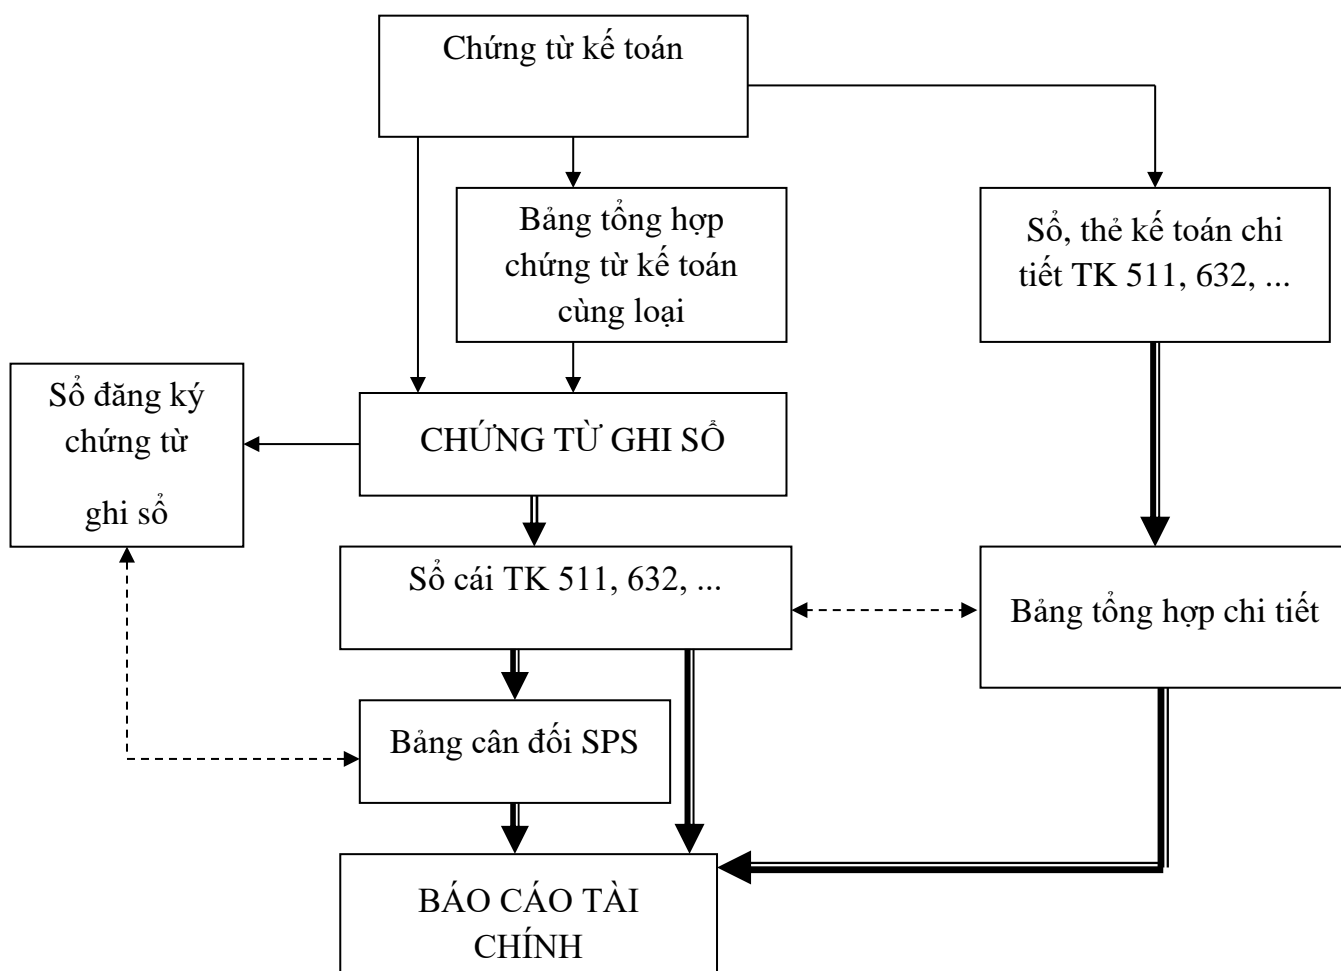 Chứng từ kế toán
Bảng tổng hợp
chứng từ kế toán
cùng loại
Sổ, thẻ kế toán chi
tiết TK 511, 632, ...
Sổ đăng ký
chứng từ
ghi sổ
CHỨNG TỪ GHI SỔ
Sổ cái TK 511, 632, ...
Bảng tổng hợp chi tiết
Bảng cân đối SPS
BÁO CÁO TÀI
CHÍNH